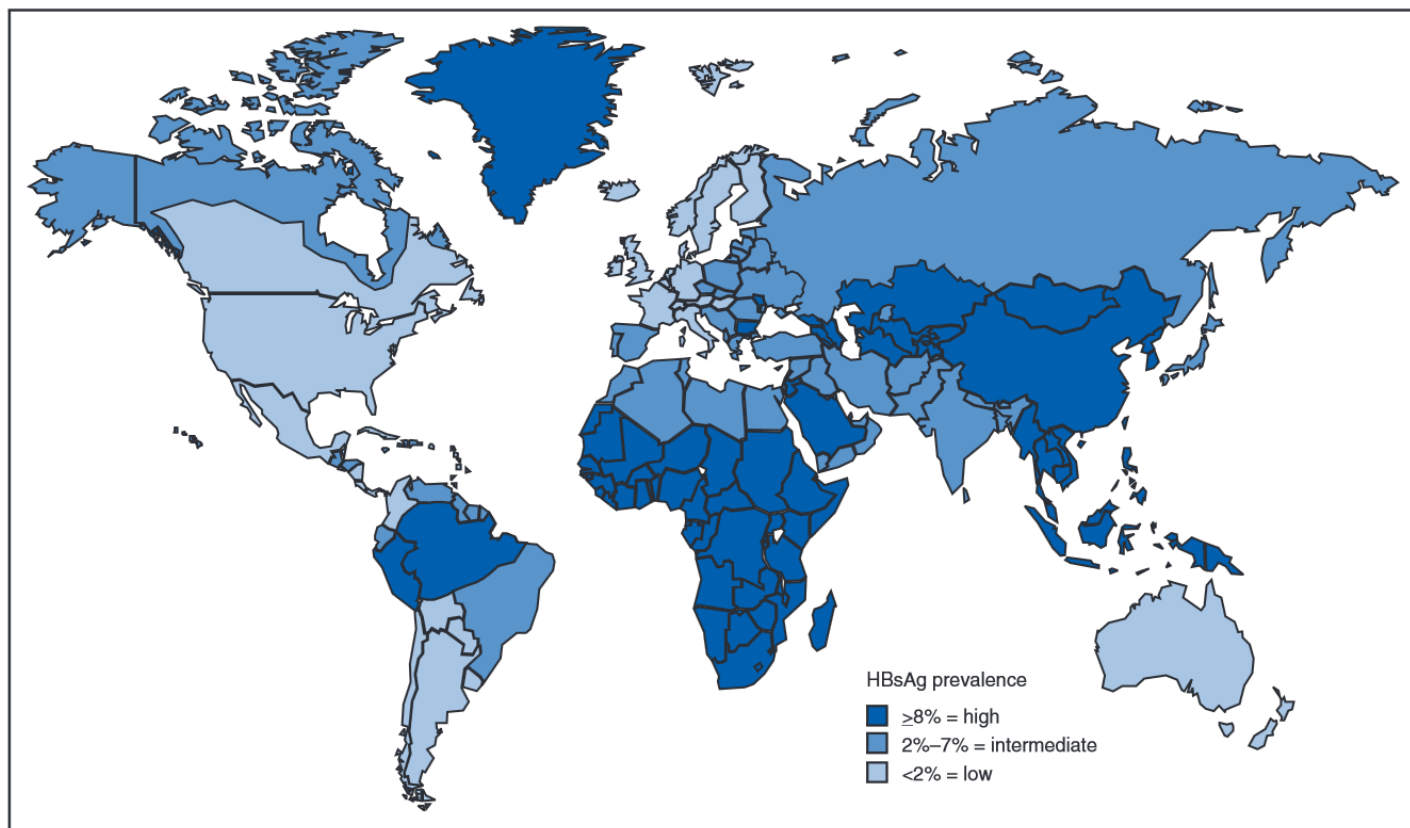 HBsAg prevalence
≥8% = high
2%–7% = intermediate
<2% = low